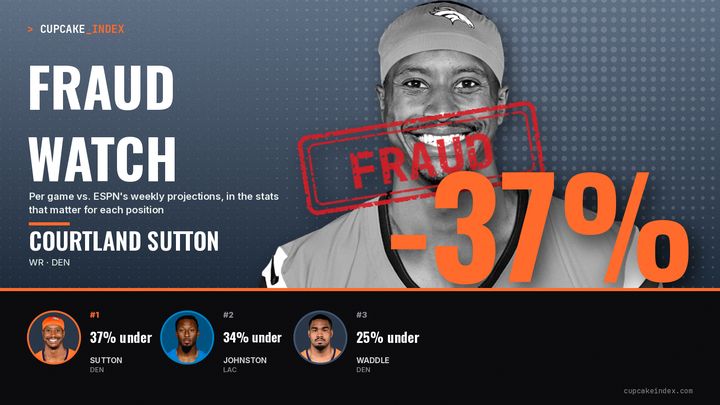 > CUPCAKE_INDEX
FRAUD
WATCH
Per game vs. ESPN's weekly projections, in the stats
that matter for each position
COURTLAND SUTTON
WR · DEN
FRAUD
-37%
#1
37% under
SUTTON
DEN
#2
34% under
JOHNSTON
LAC
#3
25% under
WADDLE
DEN
cupcakeindex.com